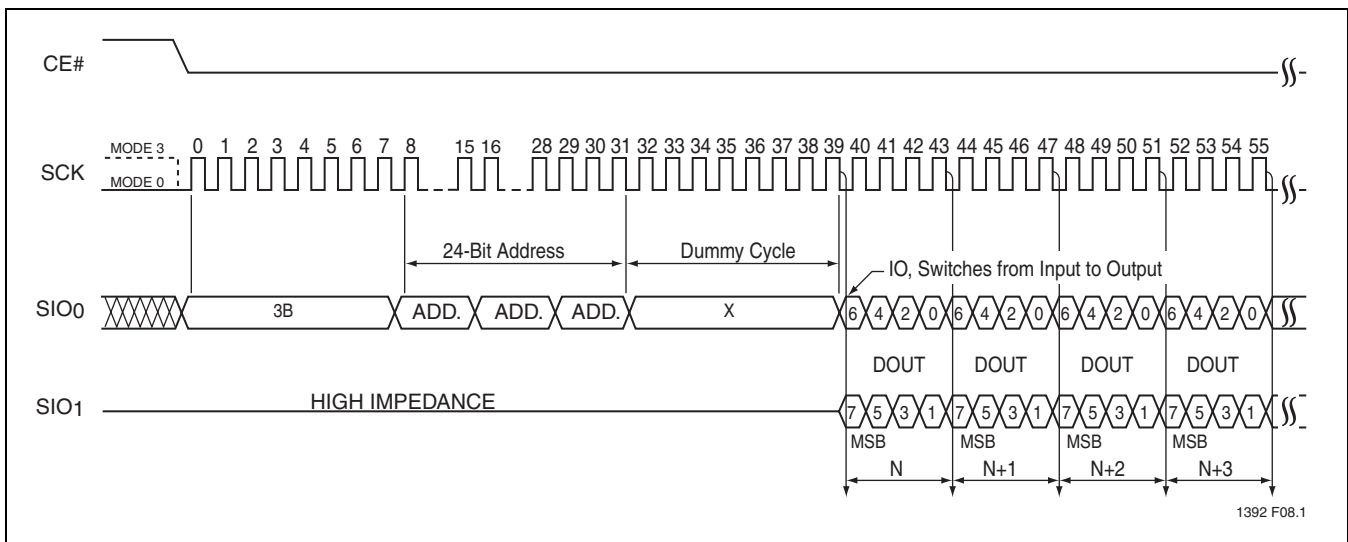 CE#
MODE 3
0 1 2 3 4 5 6 7 8 15 16 28 29 30 31 32 33 34 35 36 37 38 39 40 41 42 43 44 45 46 47 48 49 50 51 52 53 54 55
SCK
MODE 0
24-Bit Address
Dummy Cycle
IO, Switches from Input to Output
SIO0
3B
ADD. ADD. ADD.
X
6 4 2 0 6 4 2 0 6 4 2 0 6 4 2 0
DOUT DOUT DOUT DOUT
SIO1
HIGH IMPEDANCE
7 5 3 1 7 5 3 1 7 5 3 1 7 5 3 1
MSB MSB MSB MSB
N N+1 N+2 N+3
1392 F08.1